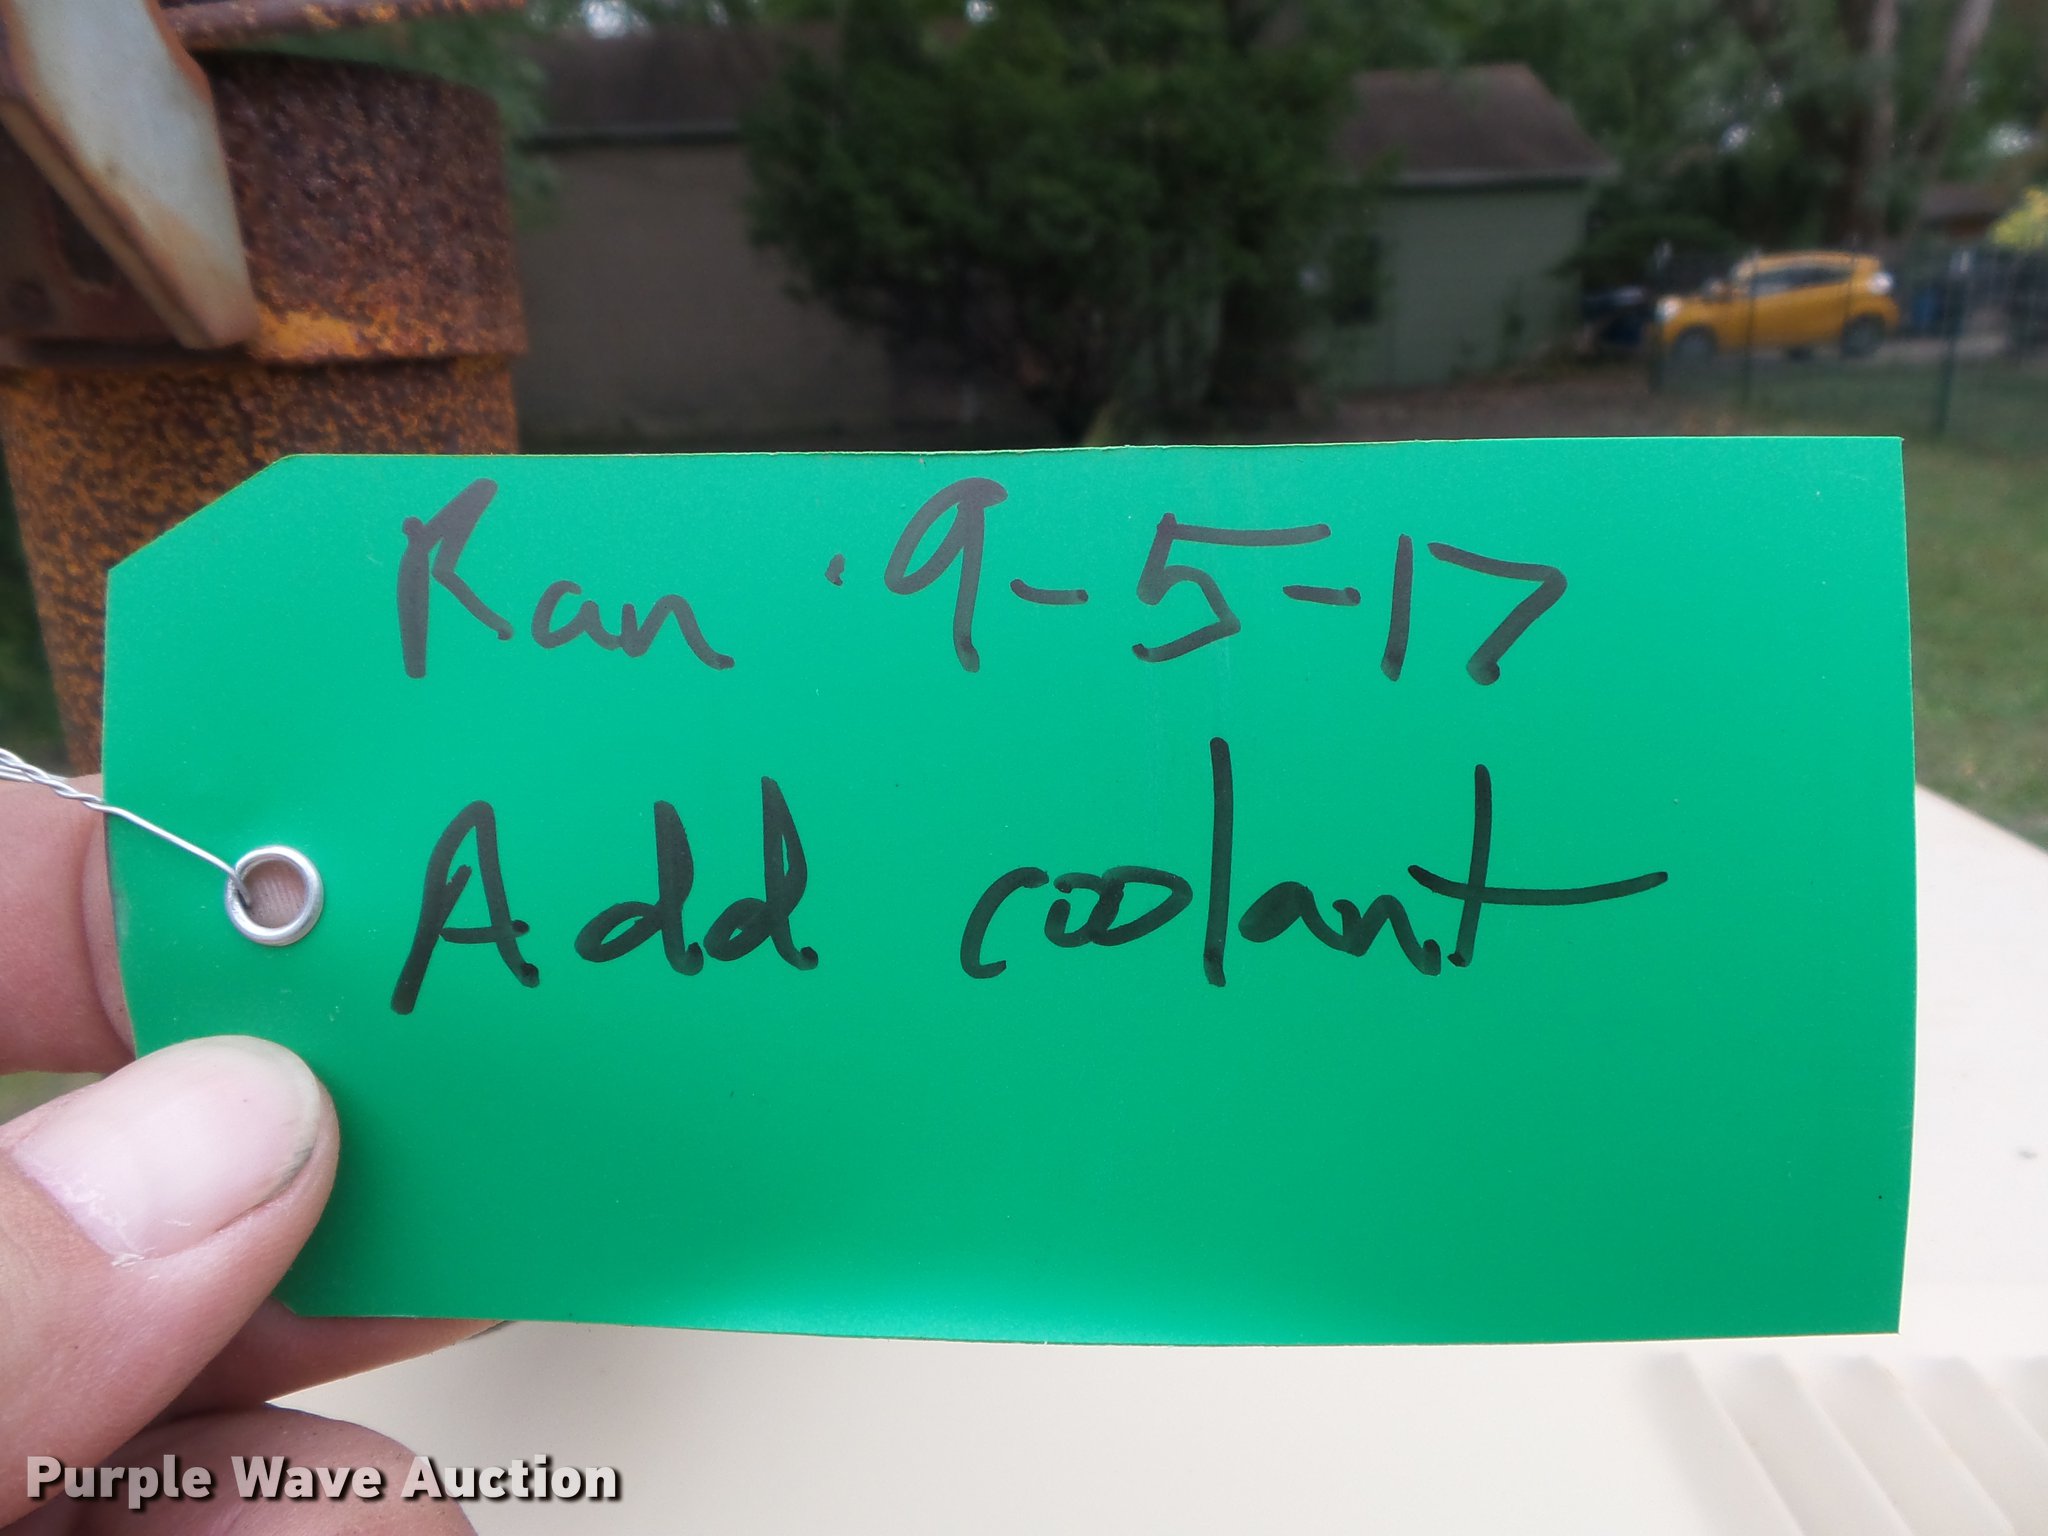 Ran 9-5-17
Add coolant
Purple Wave Auction